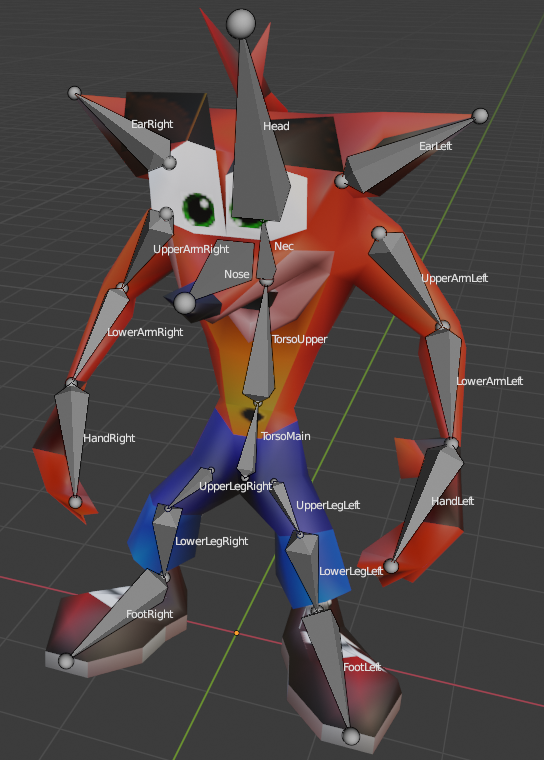 EarRight
Head
EarLeft
UpperArmRight
Nec
Nose
UpperArmLeft
LowerArmRight
TorsoUpper
LowerArmLeft
HandRight
TorsoMain
UpperLegRight
UpperLegLeft
HandLeft
LowerLegRight
LowerLegLeft
FootRight
FootLeft